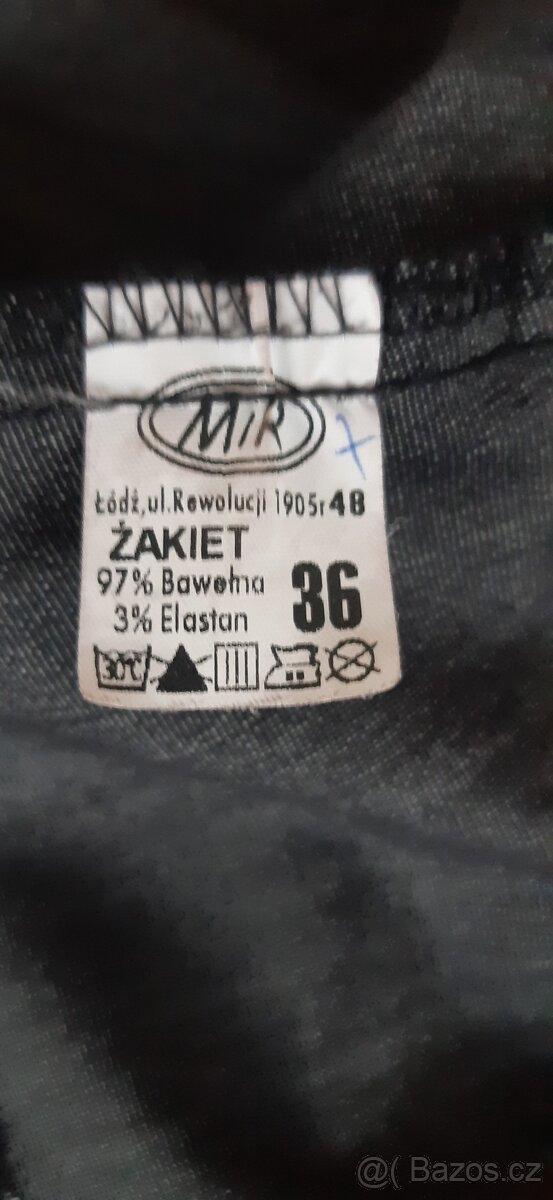 MiR
Łódź, ul. Rewolucji 1905r 48
ŻAKIET
97% Bawełna
3% Elastan
36
30°C
@( Bazos.cz